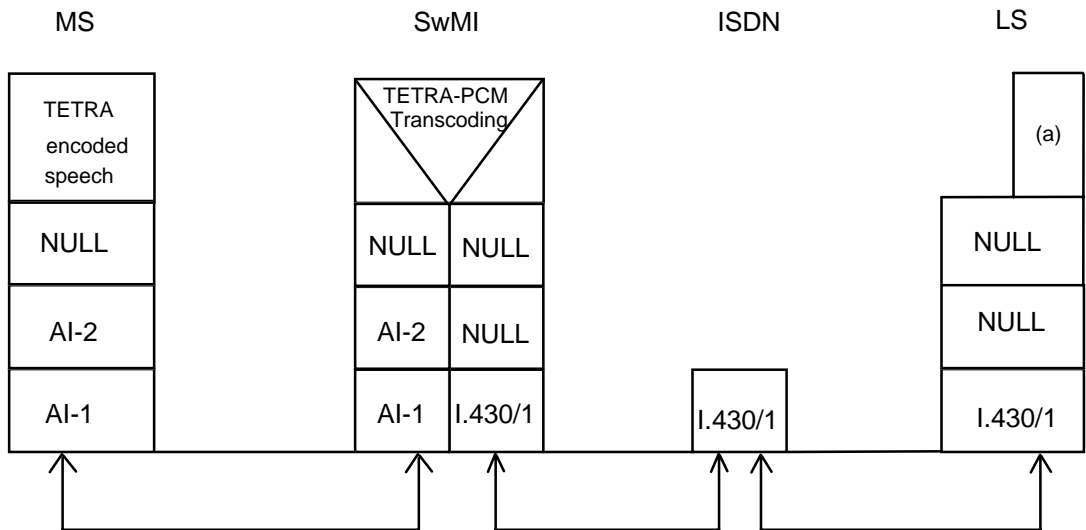 MS SwMI ISDN LS
TETRA
encoded
speech
TETRA-PCM
Transcoding
(a)
NULL NULL NULL NULL
AI-2 AI-2 NULL NULL
AI-1 AI-1 I.430/1 I.430/1 I.430/1